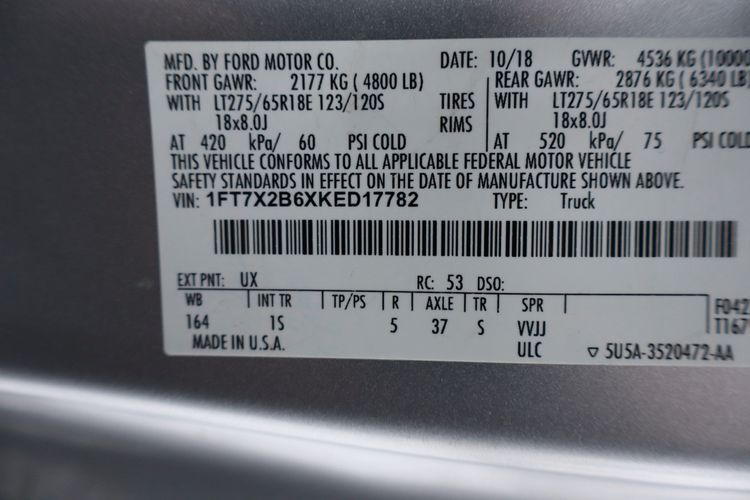 MFD. BY FORD MOTOR CO. DATE: 10/18 GVWR: 4536 KG (10000
FRONT GAWR: 2177 KG ( 4800 LB) REAR GAWR: 2876 KG ( 6340 LB)
WITH LT275/65R18E 123/120S TIRES WITH LT275/65R18E 123/120S
18x8.0J RIMS 18x8.0J
AT 420 kPa/ 60 PSI COLD AT 520 kPa/ 75 PSI COLD
THIS VEHICLE CONFORMS TO ALL APPLICABLE FEDERAL MOTOR VEHICLE
SAFETY STANDARDS IN EFFECT ON THE DATE OF MANUFACTURE SHOWN ABOVE.
VIN: 1FT7X2B6XKED17782 TYPE: Truck
EXT PNT: UX RC: 53 DSO:
WB INT TR TP/PS R AXLE TR SPR F042
164 1S 5 37 S VVJJ T167
MADE IN U.S.A. ULC ▽ 5U5A-3520472-AA